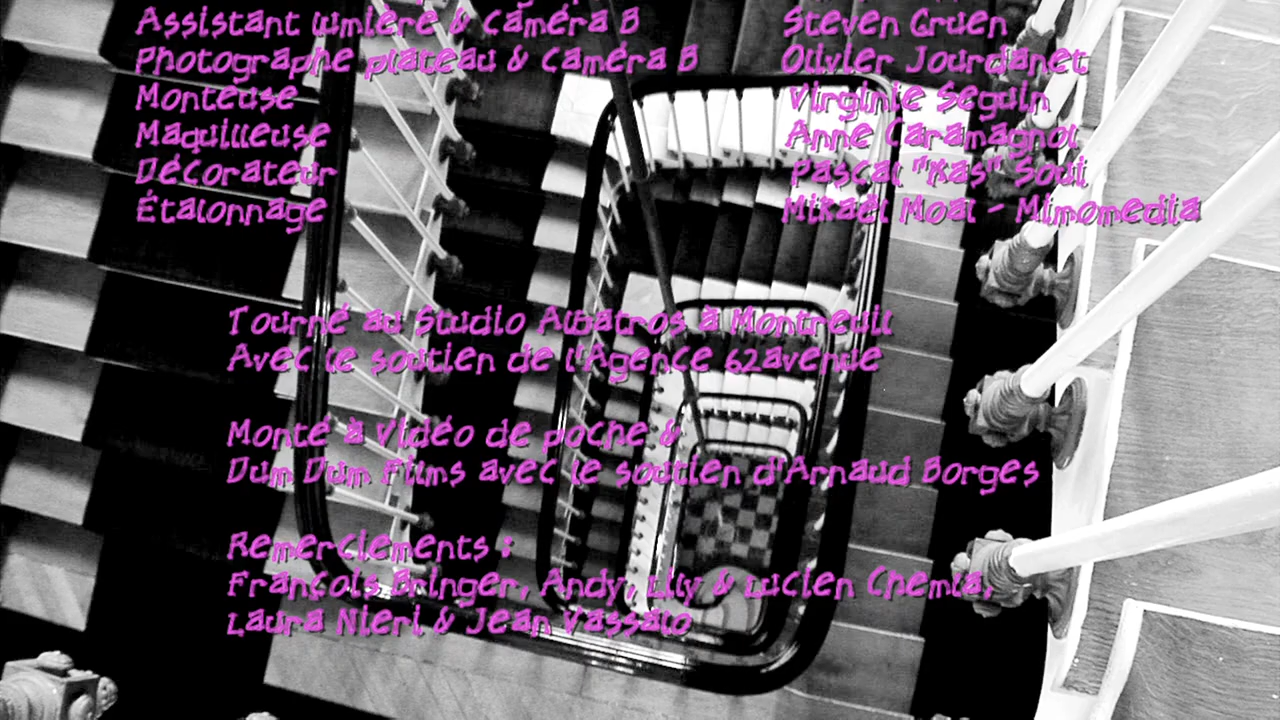 Assistant lumière & Caméra B Steven Gruen
Photographe plateau & Caméra B Olivier Jourdanet
Monteuse Virginie Seguin
Maquilleuse Anne Caramagnol
Décorateur Pascal "Kas" Soui
Étalonnage Mikaël Moal - Mimomedia
Tourné au Studio Albatros à Montreuil
Avec le soutien de l'Agence 62avenue
Monté à Vidéo de poche &
Dum Dum Films avec le soutien d'Arnaud Borges
Remerciements :
François Bringer, Andy, Lily & Lucien Chemla,
Laura Nieri & Jean Vassalo